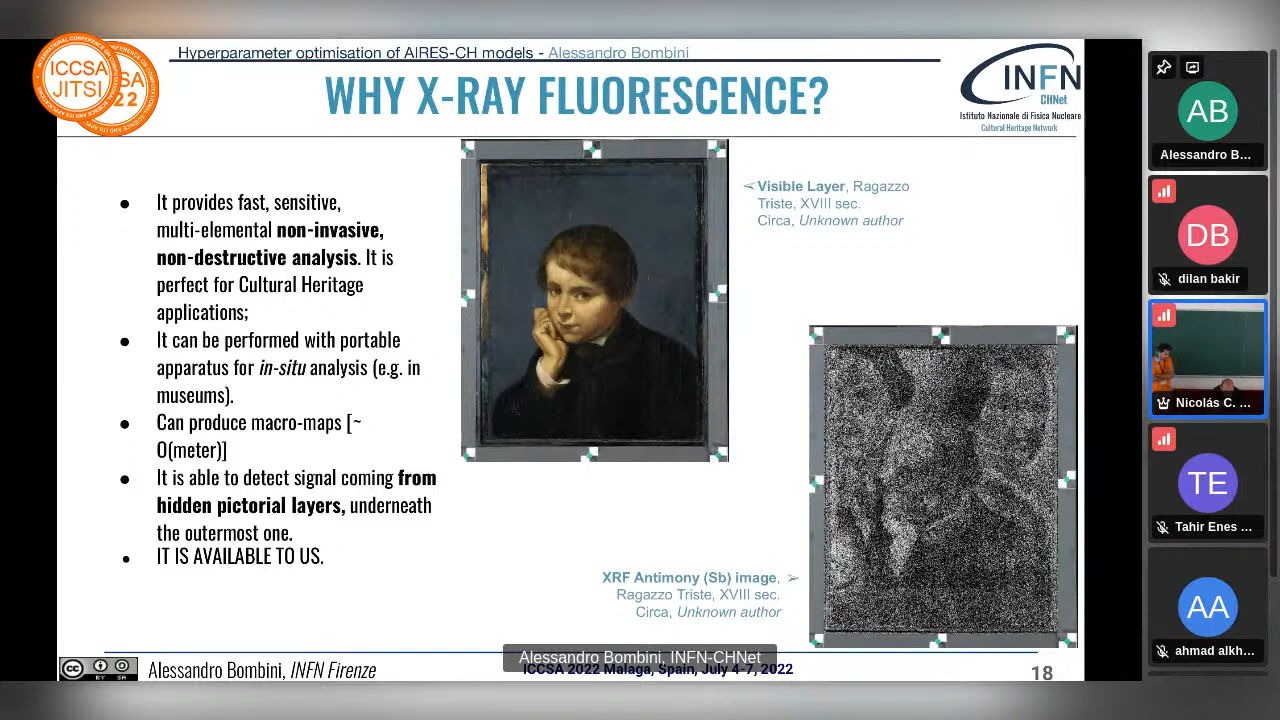 Hyperparameter optimisation of AIRES-CH models - Alessandro Bombini
ICCSA
JITSI
WHY X-RAY FLUORESCENCE?
INFN
CHNet
Istituto Nazionale di Fisica Nucleare
Cultural Heritage Network
It provides fast, sensitive,
multi-elemental non-invasive,
non-destructive analysis. It is
perfect for Cultural Heritage
applications;
It can be performed with portable
apparatus for in-situ analysis (e.g. in
museums).
Can produce macro-maps [~
O(meter)]
It is able to detect signal coming from
hidden pictorial layers, underneath
the outermost one.
IT IS AVAILABLE TO US.
Visible Layer, Ragazzo
Triste, XVIII sec.
Circa, Unknown author
XRF Antimony (Sb) image,
Ragazzo Triste, XVIII sec.
Circa, Unknown author
cc BY SA
Alessandro Bombini, INFN Firenze
Alessandro Bombini, INFN-CHNet
ICCSA 2022 Malaga, Spain, July 4-7, 2022
18
AB
Alessandro B...
DB
dilan bakir
Nicolás C. ...
TE
Tahir Enes ...
AA
ahmad alkh...